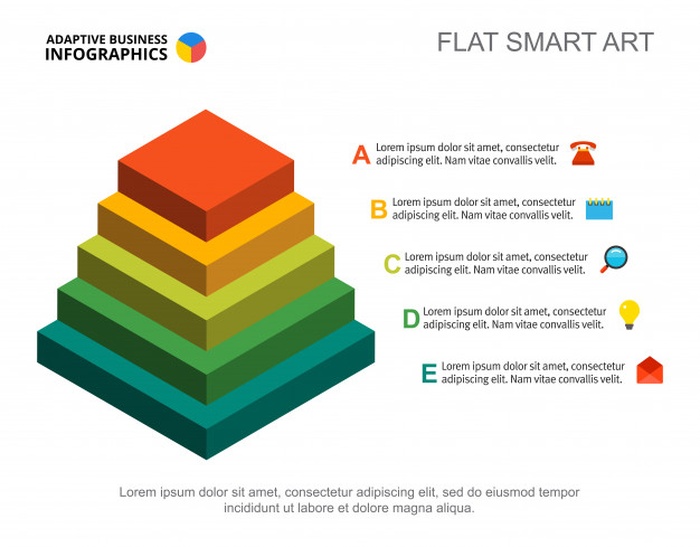 ADAPTIVE BUSINESS
INFOGRAPHICS
FLAT SMART ART
A
Lorem ipsum dolor sit amet, consectetur
adipiscing elit. Nam vitae convallis velit.
B
Lorem ipsum dolor sit amet, consectetur
adipiscing elit. Nam vitae convallis velit.
C
Lorem ipsum dolor sit amet, consectetur
adipiscing elit. Nam vitae convallis velit.
D
Lorem ipsum dolor sit amet, consectetur
adipiscing elit. Nam vitae convallis velit.
E
Lorem ipsum dolor sit amet, consectetur
adipiscing elit. Nam vitae convallis velit.
Lorem ipsum dolor sit amet, consectetur adipiscing elit, sed do eiusmod tempor
incididunt ut labore et dolore magna aliqua.